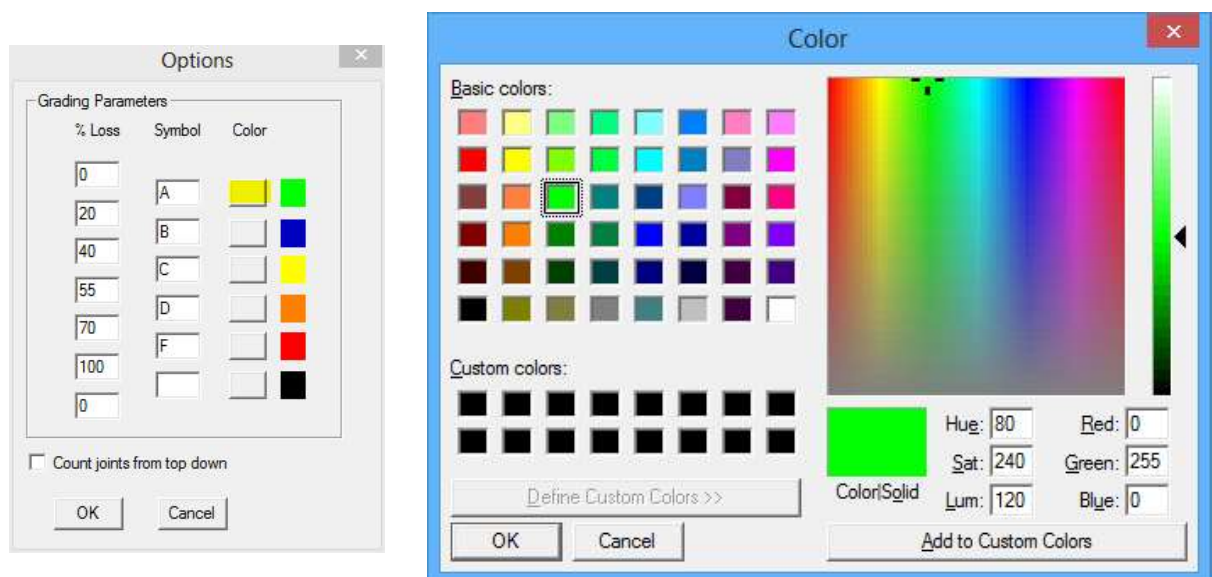 Options
Grading Parameters
% Loss Symbol Color
0
A
20
B
40
C
55
D
70
F
100
0
Count joints from top down
OK Cancel
Color
Basic colors:
Custom colors:
Define Custom Colors >>
OK Cancel
Color|Solid
Hue: 80 Red: 0
Sat: 240 Green: 255
Lum: 120 Blue: 0
Add to Custom Colors